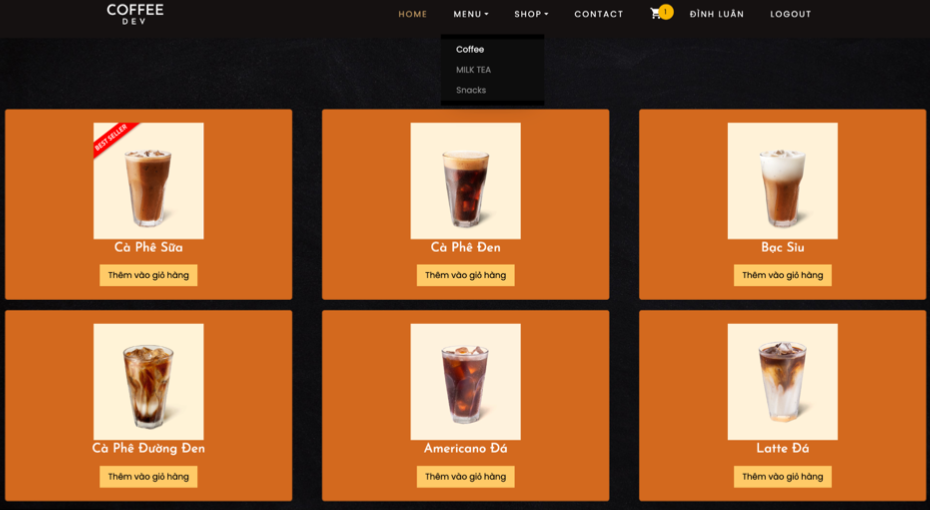 COFFEE
DEV
HOME MENU SHOP CONTACT 1 ĐÌNH LUÂN LOGOUT
Coffee
MILK TEA
Snacks
BEST SELLER
Cà Phê Sữa
Thêm vào giỏ hàng
Cà Phê Đen
Thêm vào giỏ hàng
Bạc Sỉu
Thêm vào giỏ hàng
Cà Phê Đường Đen
Thêm vào giỏ hàng
Americano Đá
Thêm vào giỏ hàng
Latte Đá
Thêm vào giỏ hàng